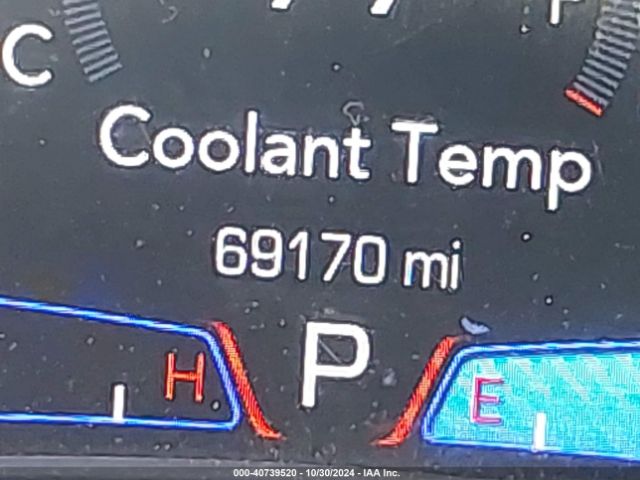 C
Coolant Temp
69170 mi
H P E
000-40739520 - 10/30/2024 - IAA Inc.